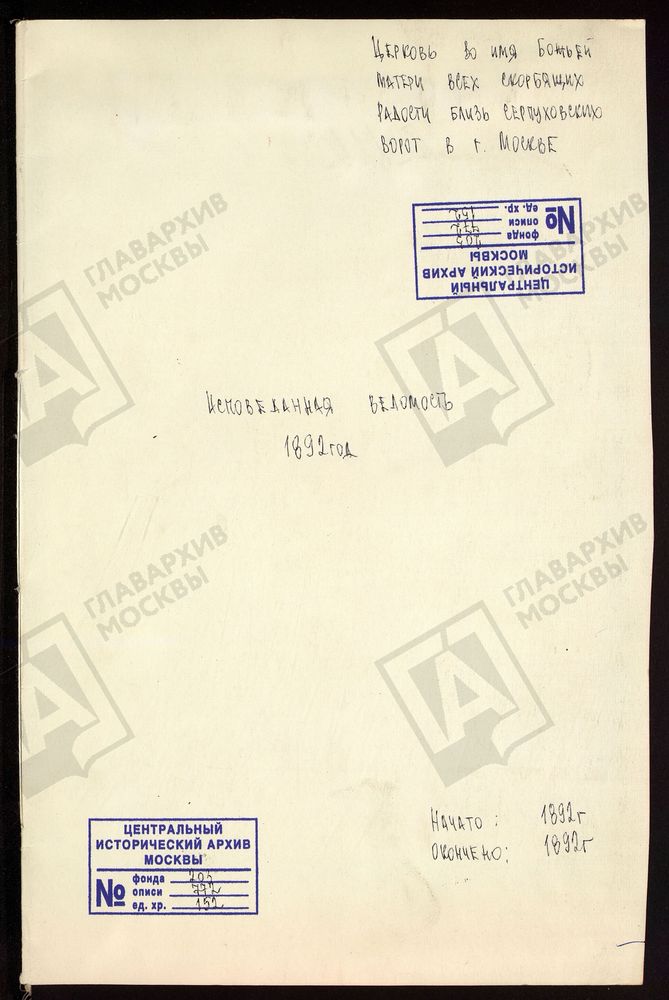 Церковь во имя Божьей
матери всех скорбящих
радости близь серпуховских
ворот в г. Москве
ЦЕНТРАЛЬНЫЙ
ИСТОРИЧЕСКИЙ АРХИВ
МОСКВЫ
№ фонда 203
описи 772
ед. хр. 152
ГЛАВАРХИВ
МОСКВЫ
ГЛАВАРХИВ
МОСКВЫ
Исповеданная ведомость
1892 год
ГЛАВАРХИВ
МОСКВЫ
ГЛАВАРХИВ
МОСКВЫ
Начато: 1892г
Окончено: 1892г
ЦЕНТРАЛЬНЫЙ
ИСТОРИЧЕСКИЙ АРХИВ
МОСКВЫ
№ фонда 203
описи 772
ед. хр. 152